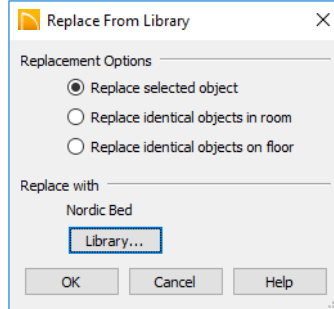 Replace From Library
Replacement Options
Replace selected object
Replace identical objects in room
Replace identical objects on floor
Replace with
Nordic Bed
Library...
OK
Cancel
Help